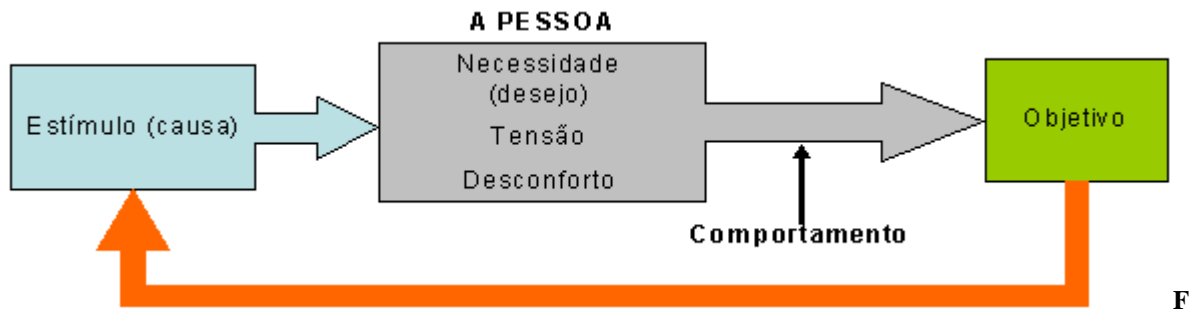 A PESSOA
Estímulo (causa)
Necessidade
(desejo)
Tensão
Desconforto
Objetivo
Comportamento
F